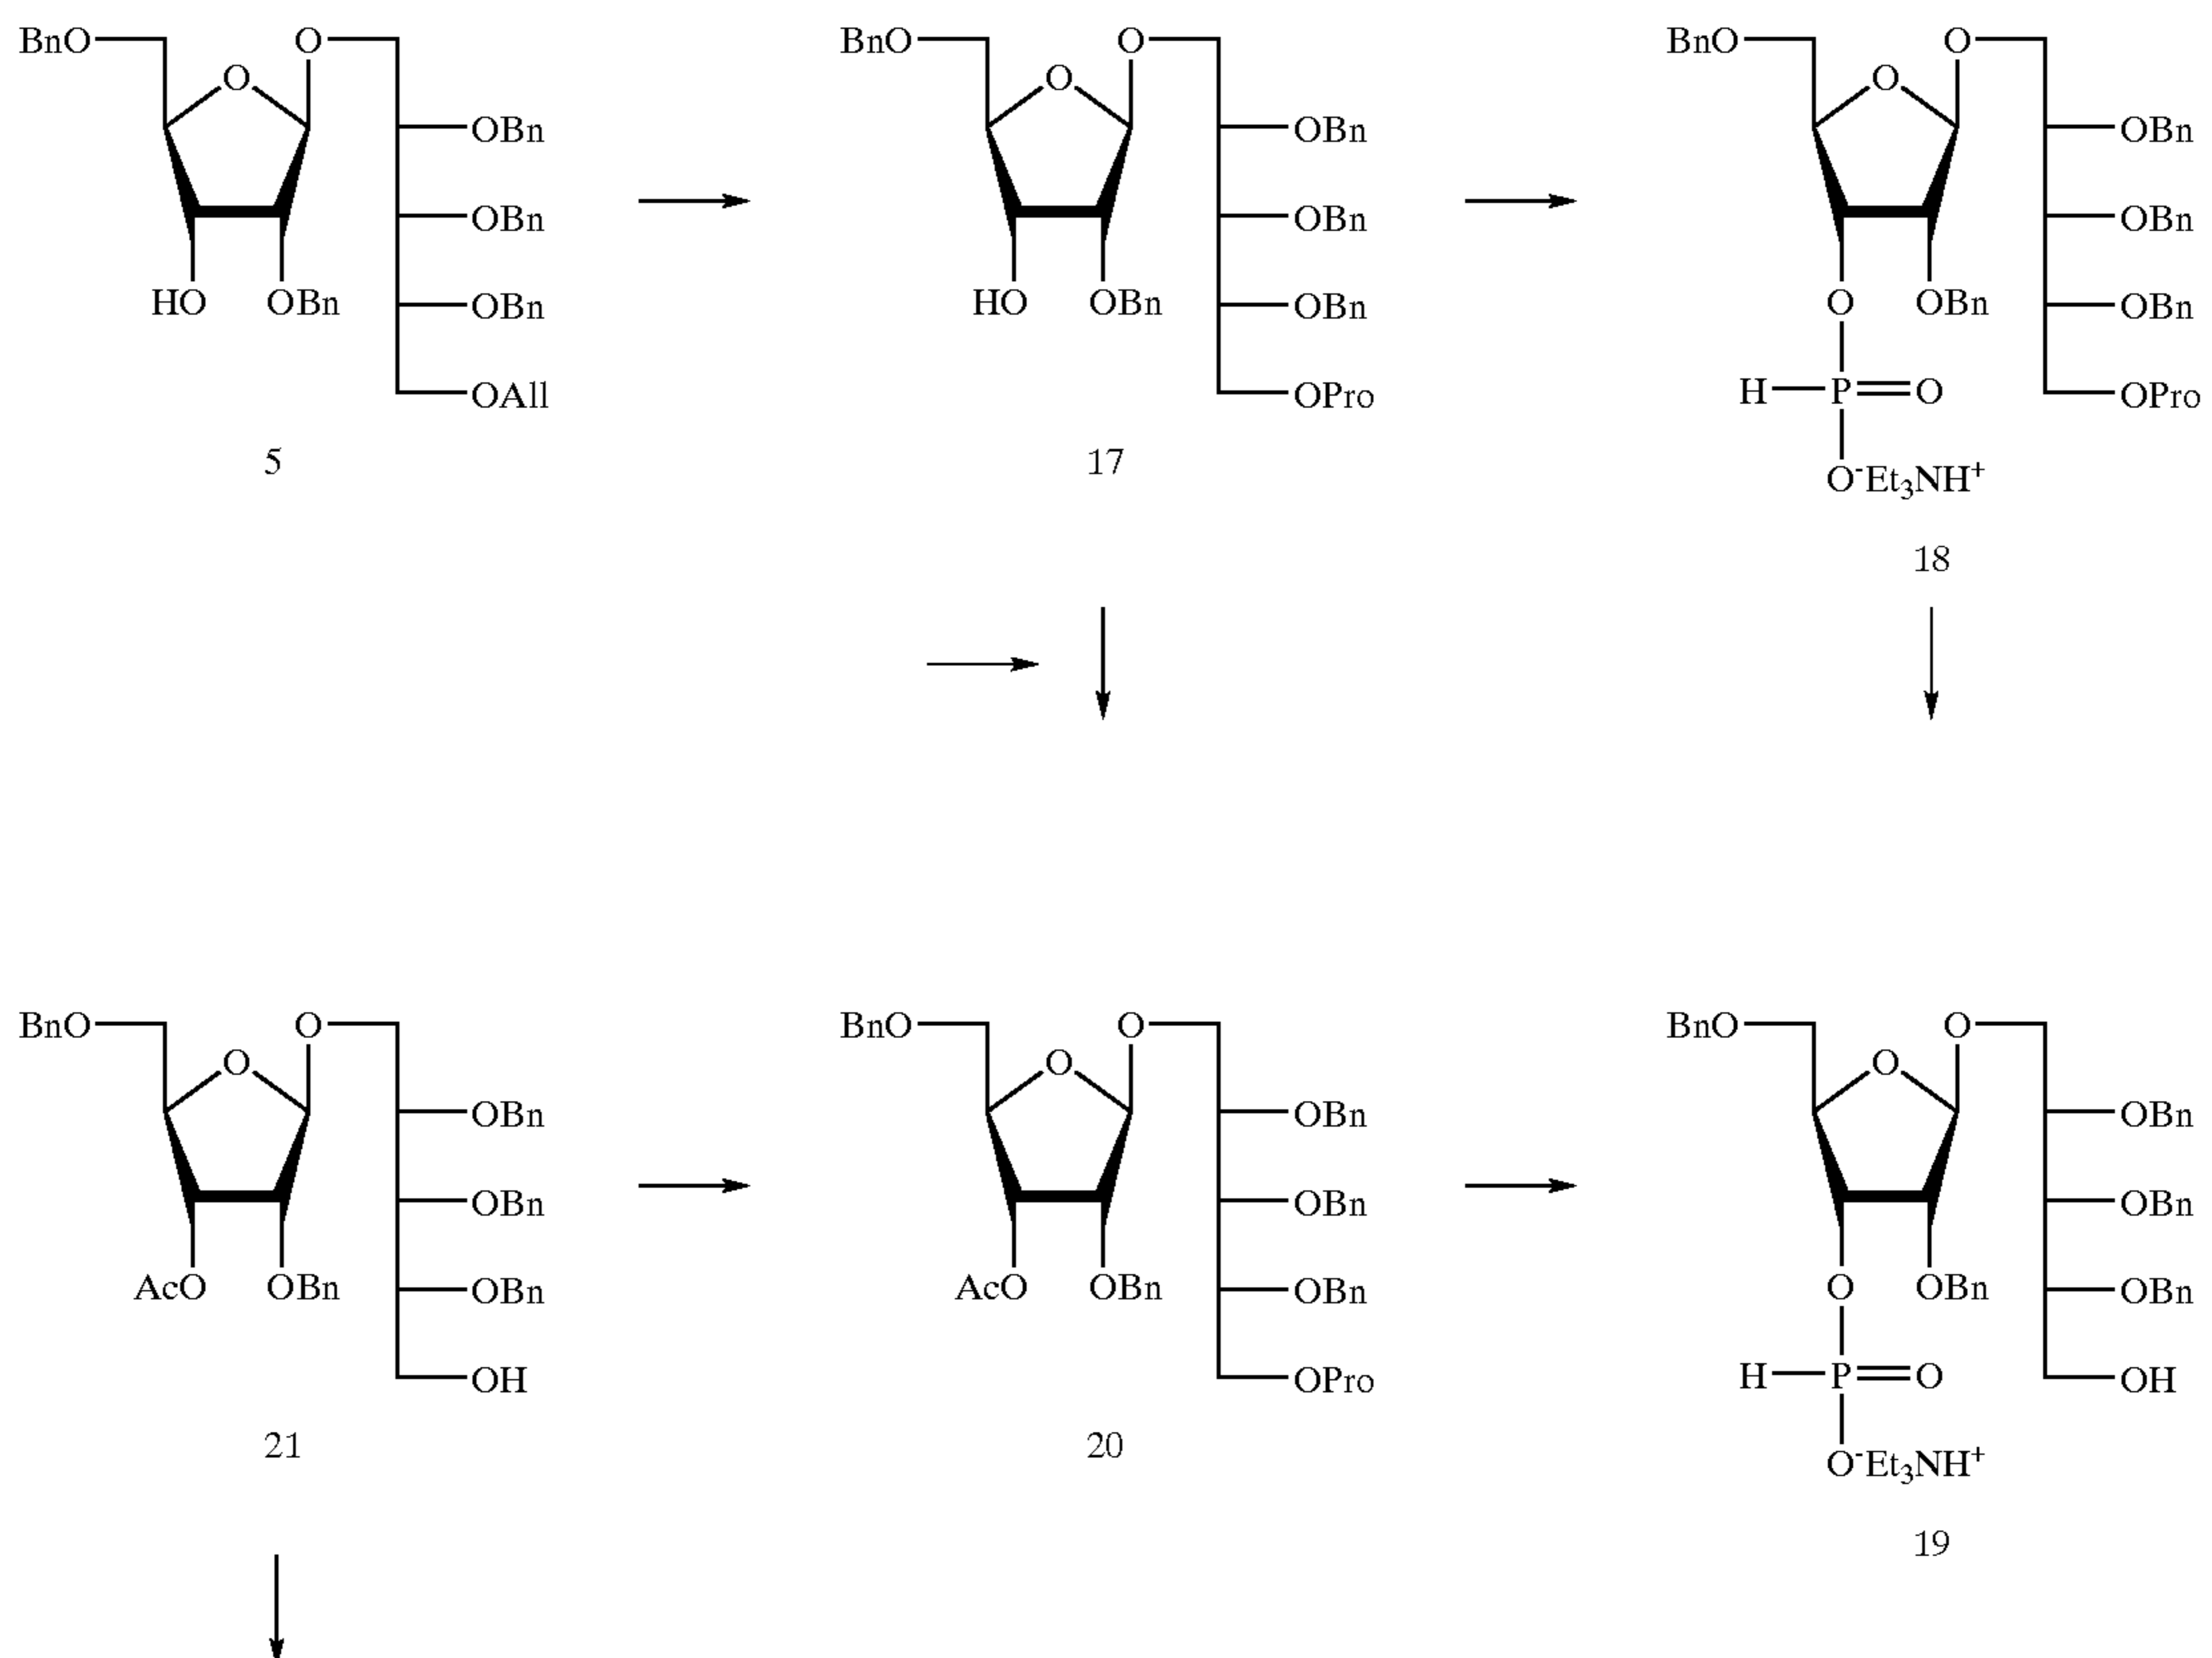 BnO O BnO O BnO O
O O O
OBn OBn OBn
OBn OBn OBn
HO OBn OBn HO OBn OBn O OBn OBn
OAll OPro H P O OPro
5 17 O⁻Et₃NH⁺
18
BnO O BnO O BnO O
O O O
OBn OBn OBn
OBn OBn OBn
AcO OBn OBn AcO OBn OBn O OBn OBn
OH OPro H P O OH
21 20 O⁻Et₃NH⁺
19